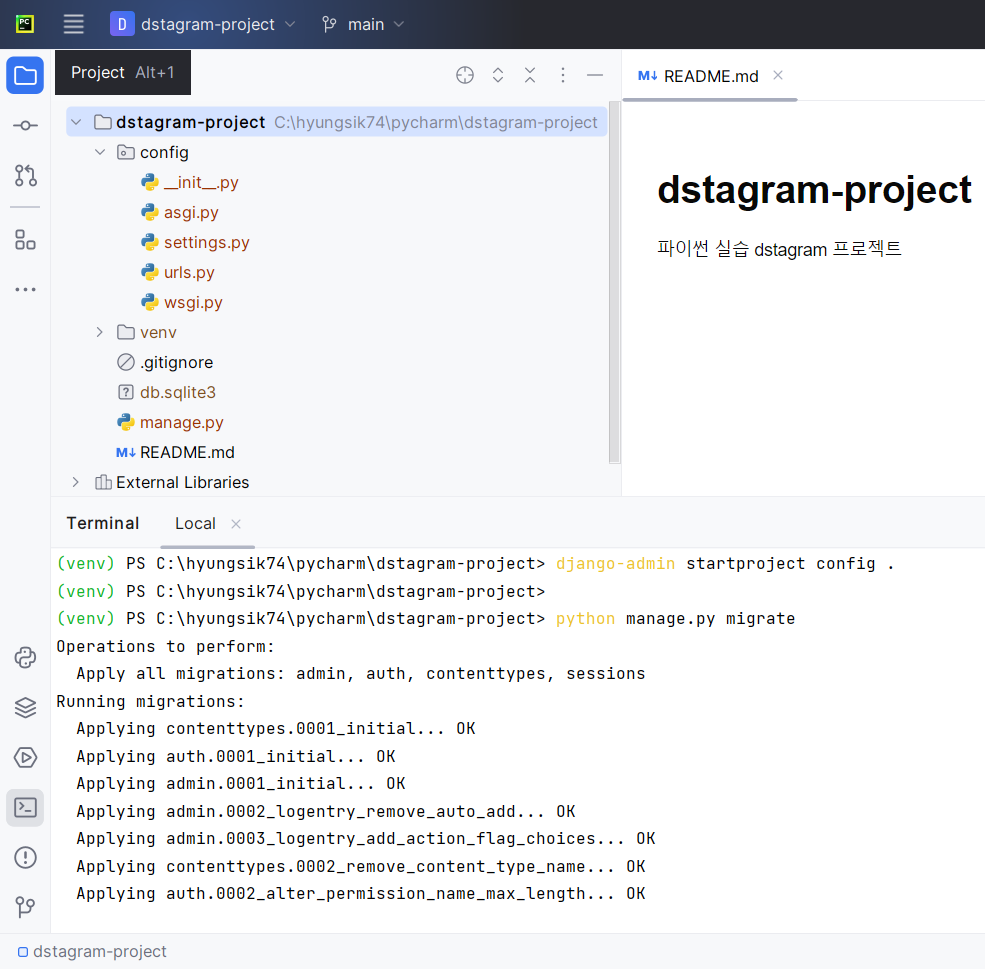 PC
D dstagram-project main
Project Alt+1
README.md
dstagram-project C:\hyungsik74\pycharm\dstagram-project
config
__init__.py
asgi.py
settings.py
urls.py
wsgi.py
venv
.gitignore
db.sqlite3
manage.py
M↓ README.md
External Libraries
dstagram-project
파이썬 실습 dstagram 프로젝트
Terminal Local
(venv) PS C:\hyungsik74\pycharm\dstagram-project> django-admin startproject config .
(venv) PS C:\hyungsik74\pycharm\dstagram-project>
(venv) PS C:\hyungsik74\pycharm\dstagram-project> python manage.py migrate
Operations to perform:
Apply all migrations: admin, auth, contenttypes, sessions
Running migrations:
Applying contenttypes.0001_initial... OK
Applying auth.0001_initial... OK
Applying admin.0001_initial... OK
Applying admin.0002_logentry_remove_auto_add... OK
Applying admin.0003_logentry_add_action_flag_choices... OK
Applying contenttypes.0002_remove_content_type_name... OK
Applying auth.0002_alter_permission_name_max_length... OK
dstagram-project